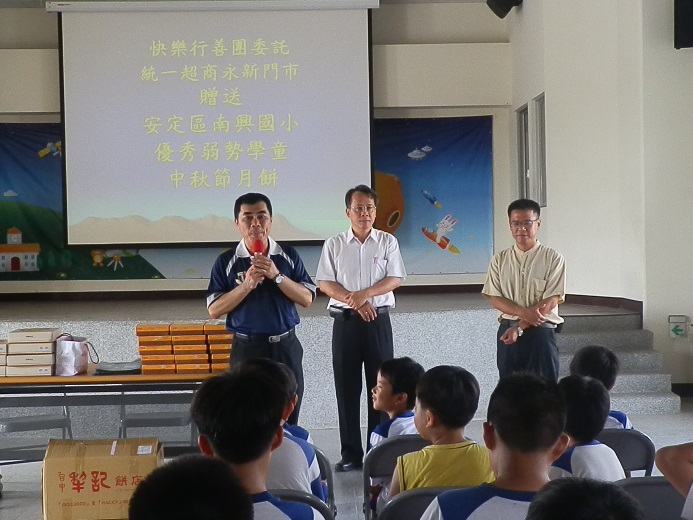 快樂行善團委託
統一超商永新門市
贈送
安定區南興國小
優秀弱勢學童
中秋節月餅
台中
犁記餅店